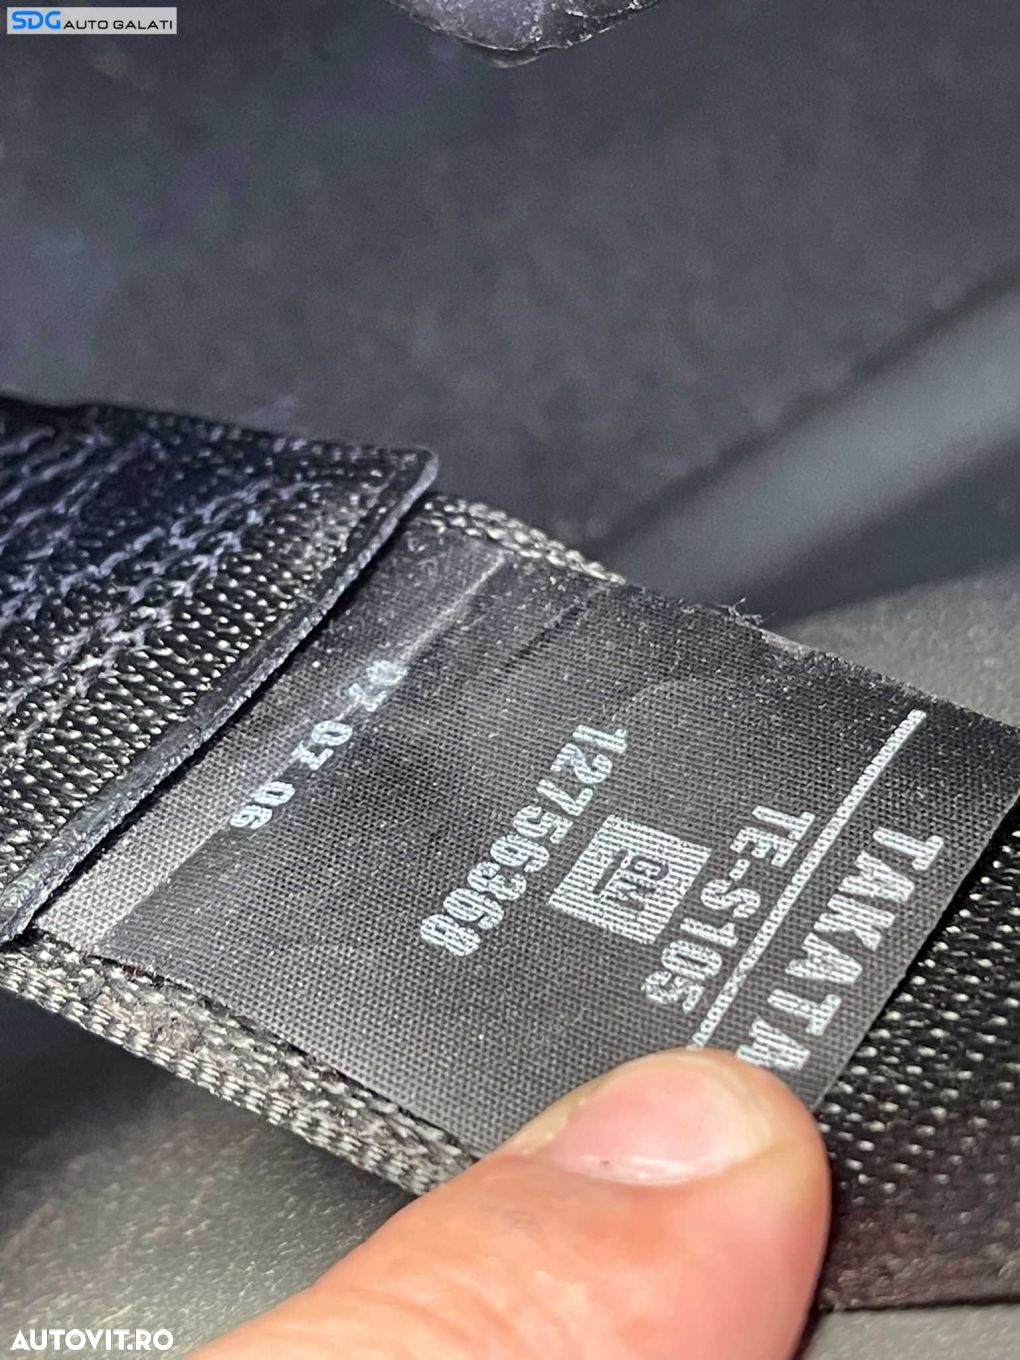 SDG AUTO GALATI
TAKATA
TE-S105
GM
12756368
07.07.06
AUTOVIT.RO